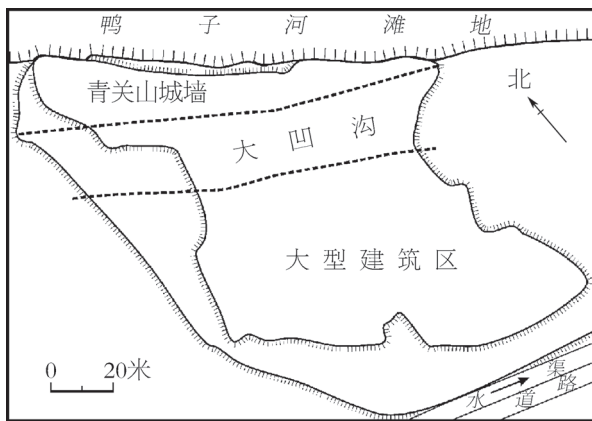 鸭子河滩地
青关山城墙
北
大凹沟
大型建筑区
0 20米
水渠
道路